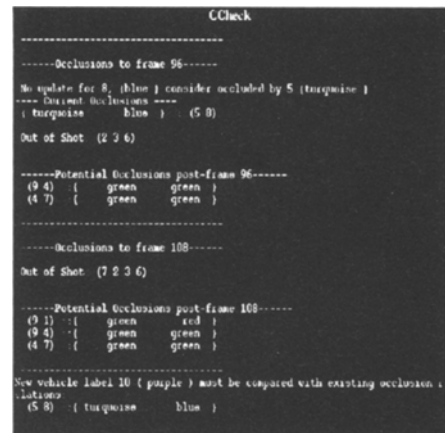 CCheck
--------------------------------
------Occlusions to frame 96------
No update for 8, (blue ) consider occluded by 5 (turquoise )
---- Current Occlusions ----
( turquoise blue ) : (5 8)
Out of Shot (2 3 6)
------Potential Occlusions post-frame 96------
(9 4) :( green green )
(4 7) :( green green )
--------------------------------
------Occlusions to frame 108------
Out of Shot (7 2 3 6)
------Potential Occlusions post-frame 108------
(9 1) :( green red )
(9 4) :( green green )
(4 7) :( green green )
--------------------------------
New vehicle label 10 ( purple ) must be compared with existing occlusion
lations
(5 8) :( turquoise blue )